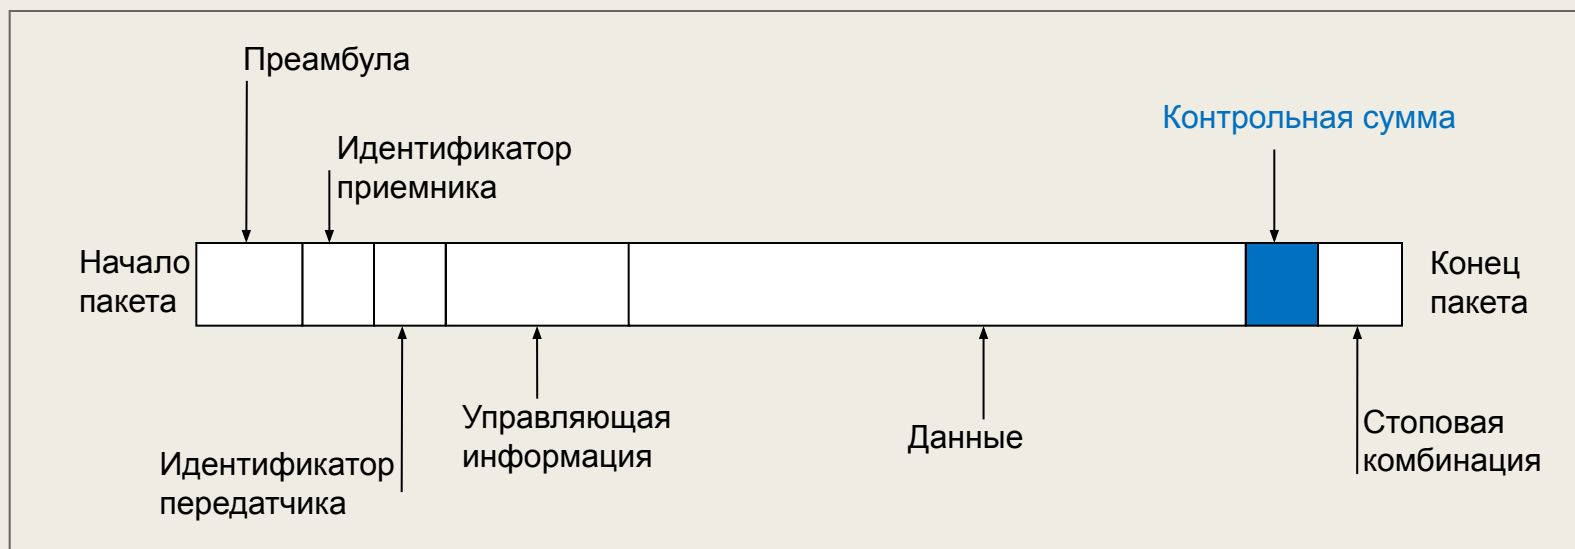 Преамбула
Контрольная сумма
Идентификатор
приемника
Начало
пакета
Конец
пакета
Управляющая
информация
Данные
Стоповая
комбинация
Идентификатор
передатчика